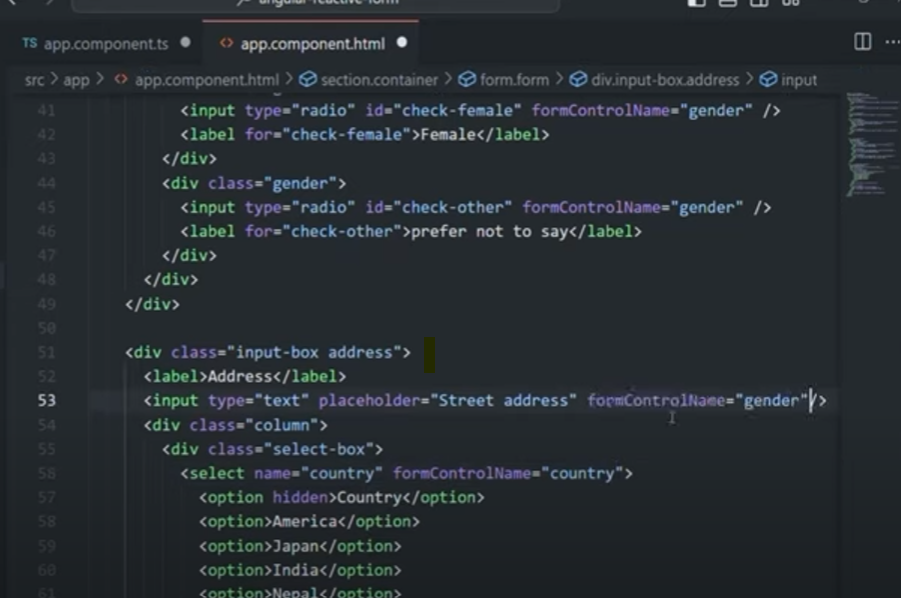 angular-reactive-form
TS app.component.ts
<> app.component.html
src > app > <> app.component.html > section.container > form.form > div.input-box.address > input
41 <input type="radio" id="check-female" formControlName="gender" />
42 <label for="check-female">Female</label>
43 </div>
44 <div class="gender">
45 <input type="radio" id="check-other" formControlName="gender" />
46 <label for="check-other">prefer not to say</label>
47 </div>
48 </div>
49 </div>
50
51 <div class="input-box address">
52 <label>Address</label>
53 <input type="text" placeholder="Street address" formControlName="gender"/>
54 <div class="column">
55 <div class="select-box">
56 <select name="country" formControlName="country">
57 <option hidden>Country</option>
58 <option>America</option>
59 <option>Japan</option>
60 <option>India</option>
61 <option>Nepal</option>